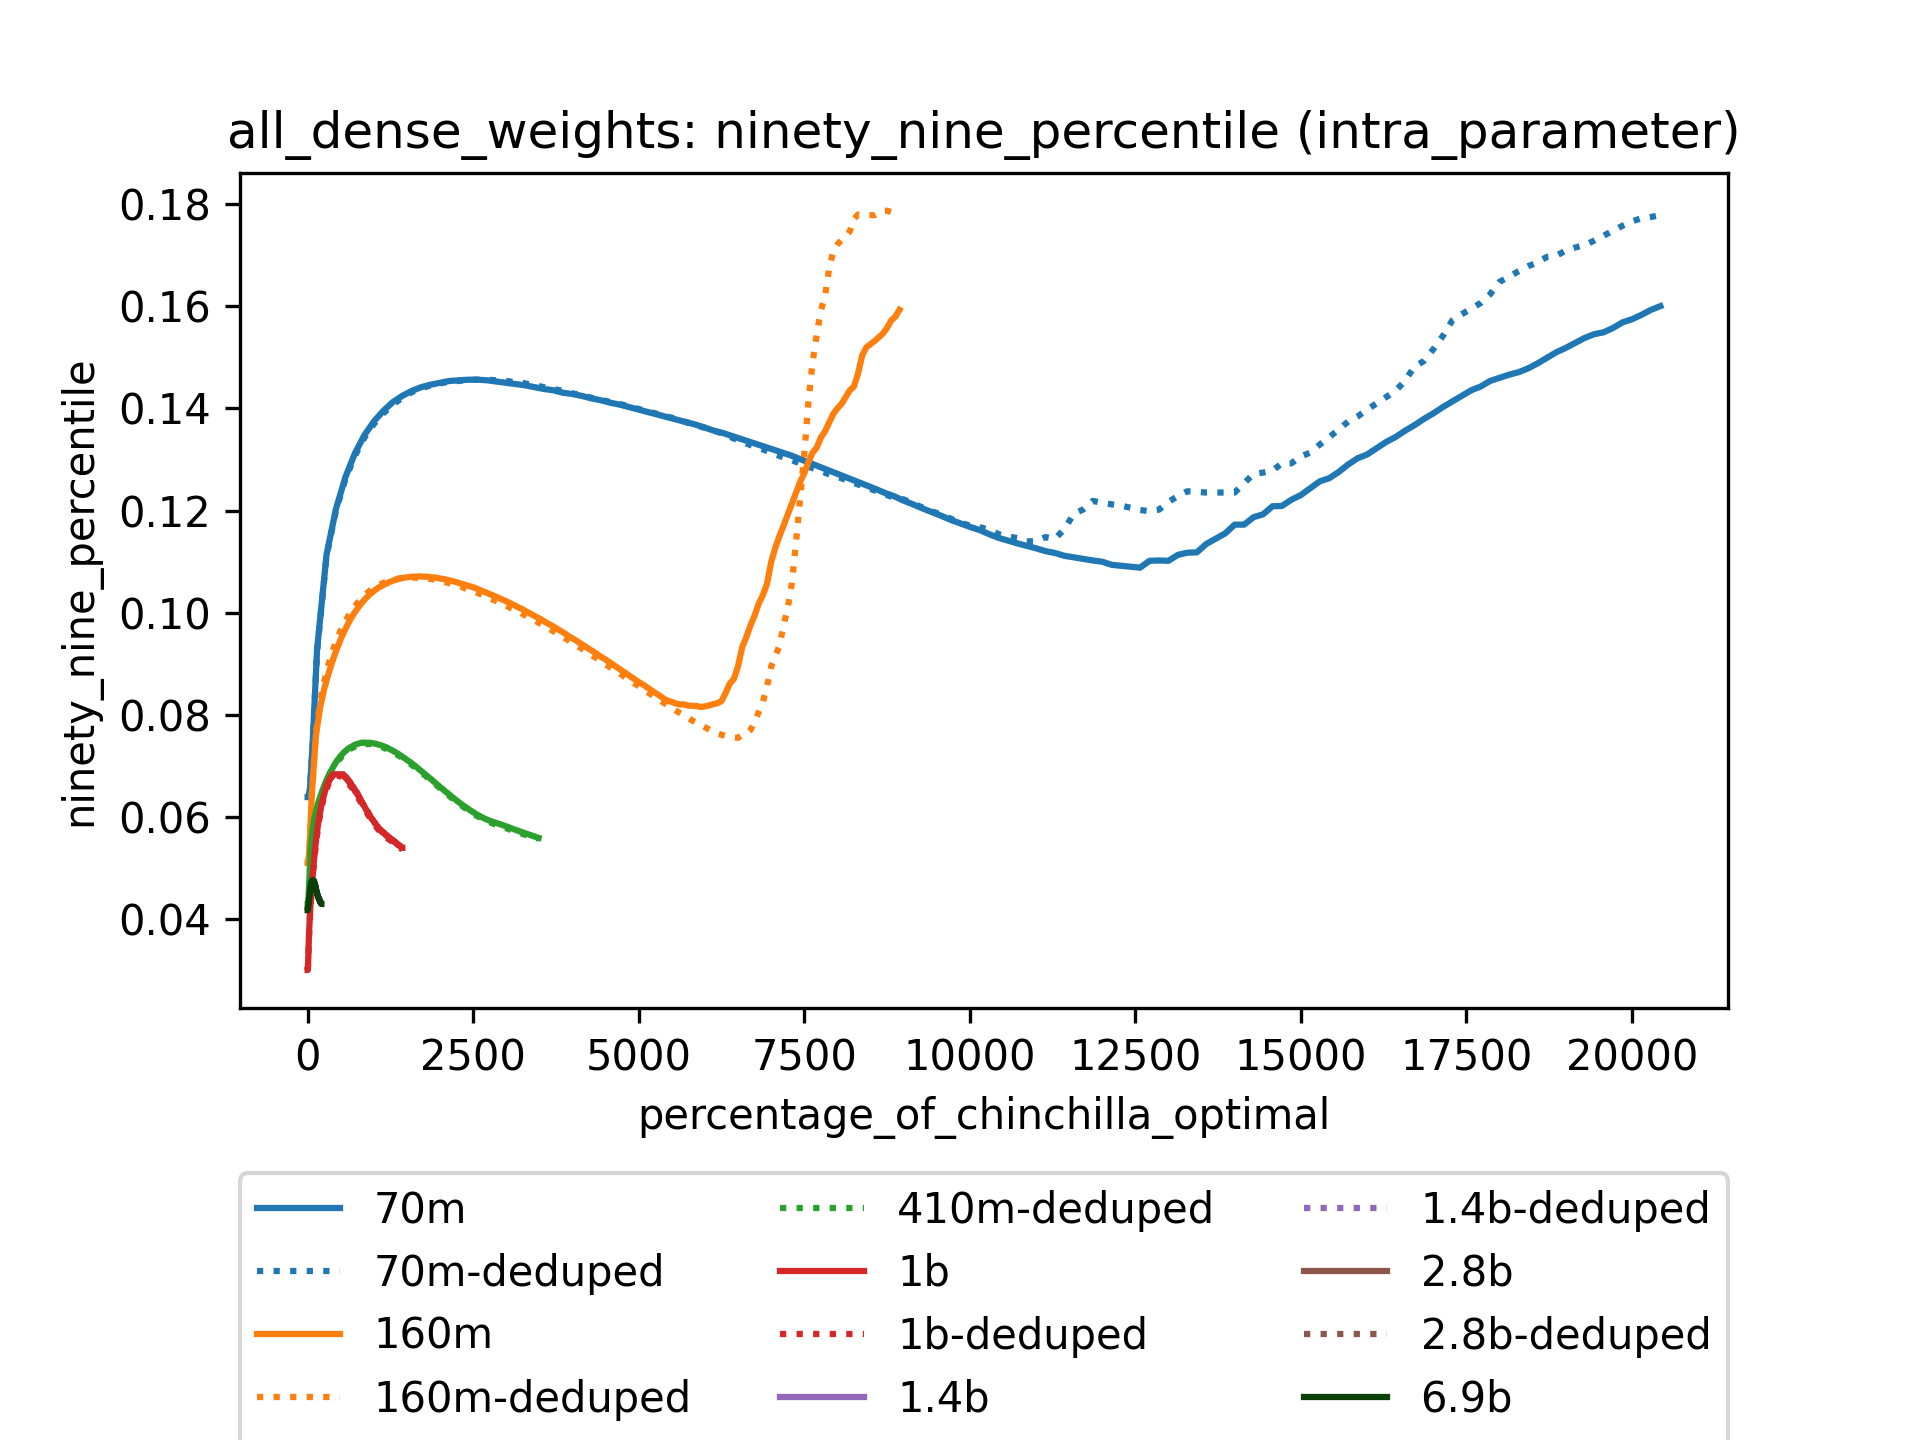 all_dense_weights: ninety_nine_percentile (intra_parameter)
ninety_nine_percentile
0.18
0.16
0.14
0.12
0.10
0.08
0.06
0.04
0 2500 5000 7500 10000 12500 15000 17500 20000
percentage_of_chinchilla_optimal
70m 410m-deduped 1.4b-deduped
70m-deduped 1b 2.8b
160m 1b-deduped 2.8b-deduped
160m-deduped 1.4b 6.9b